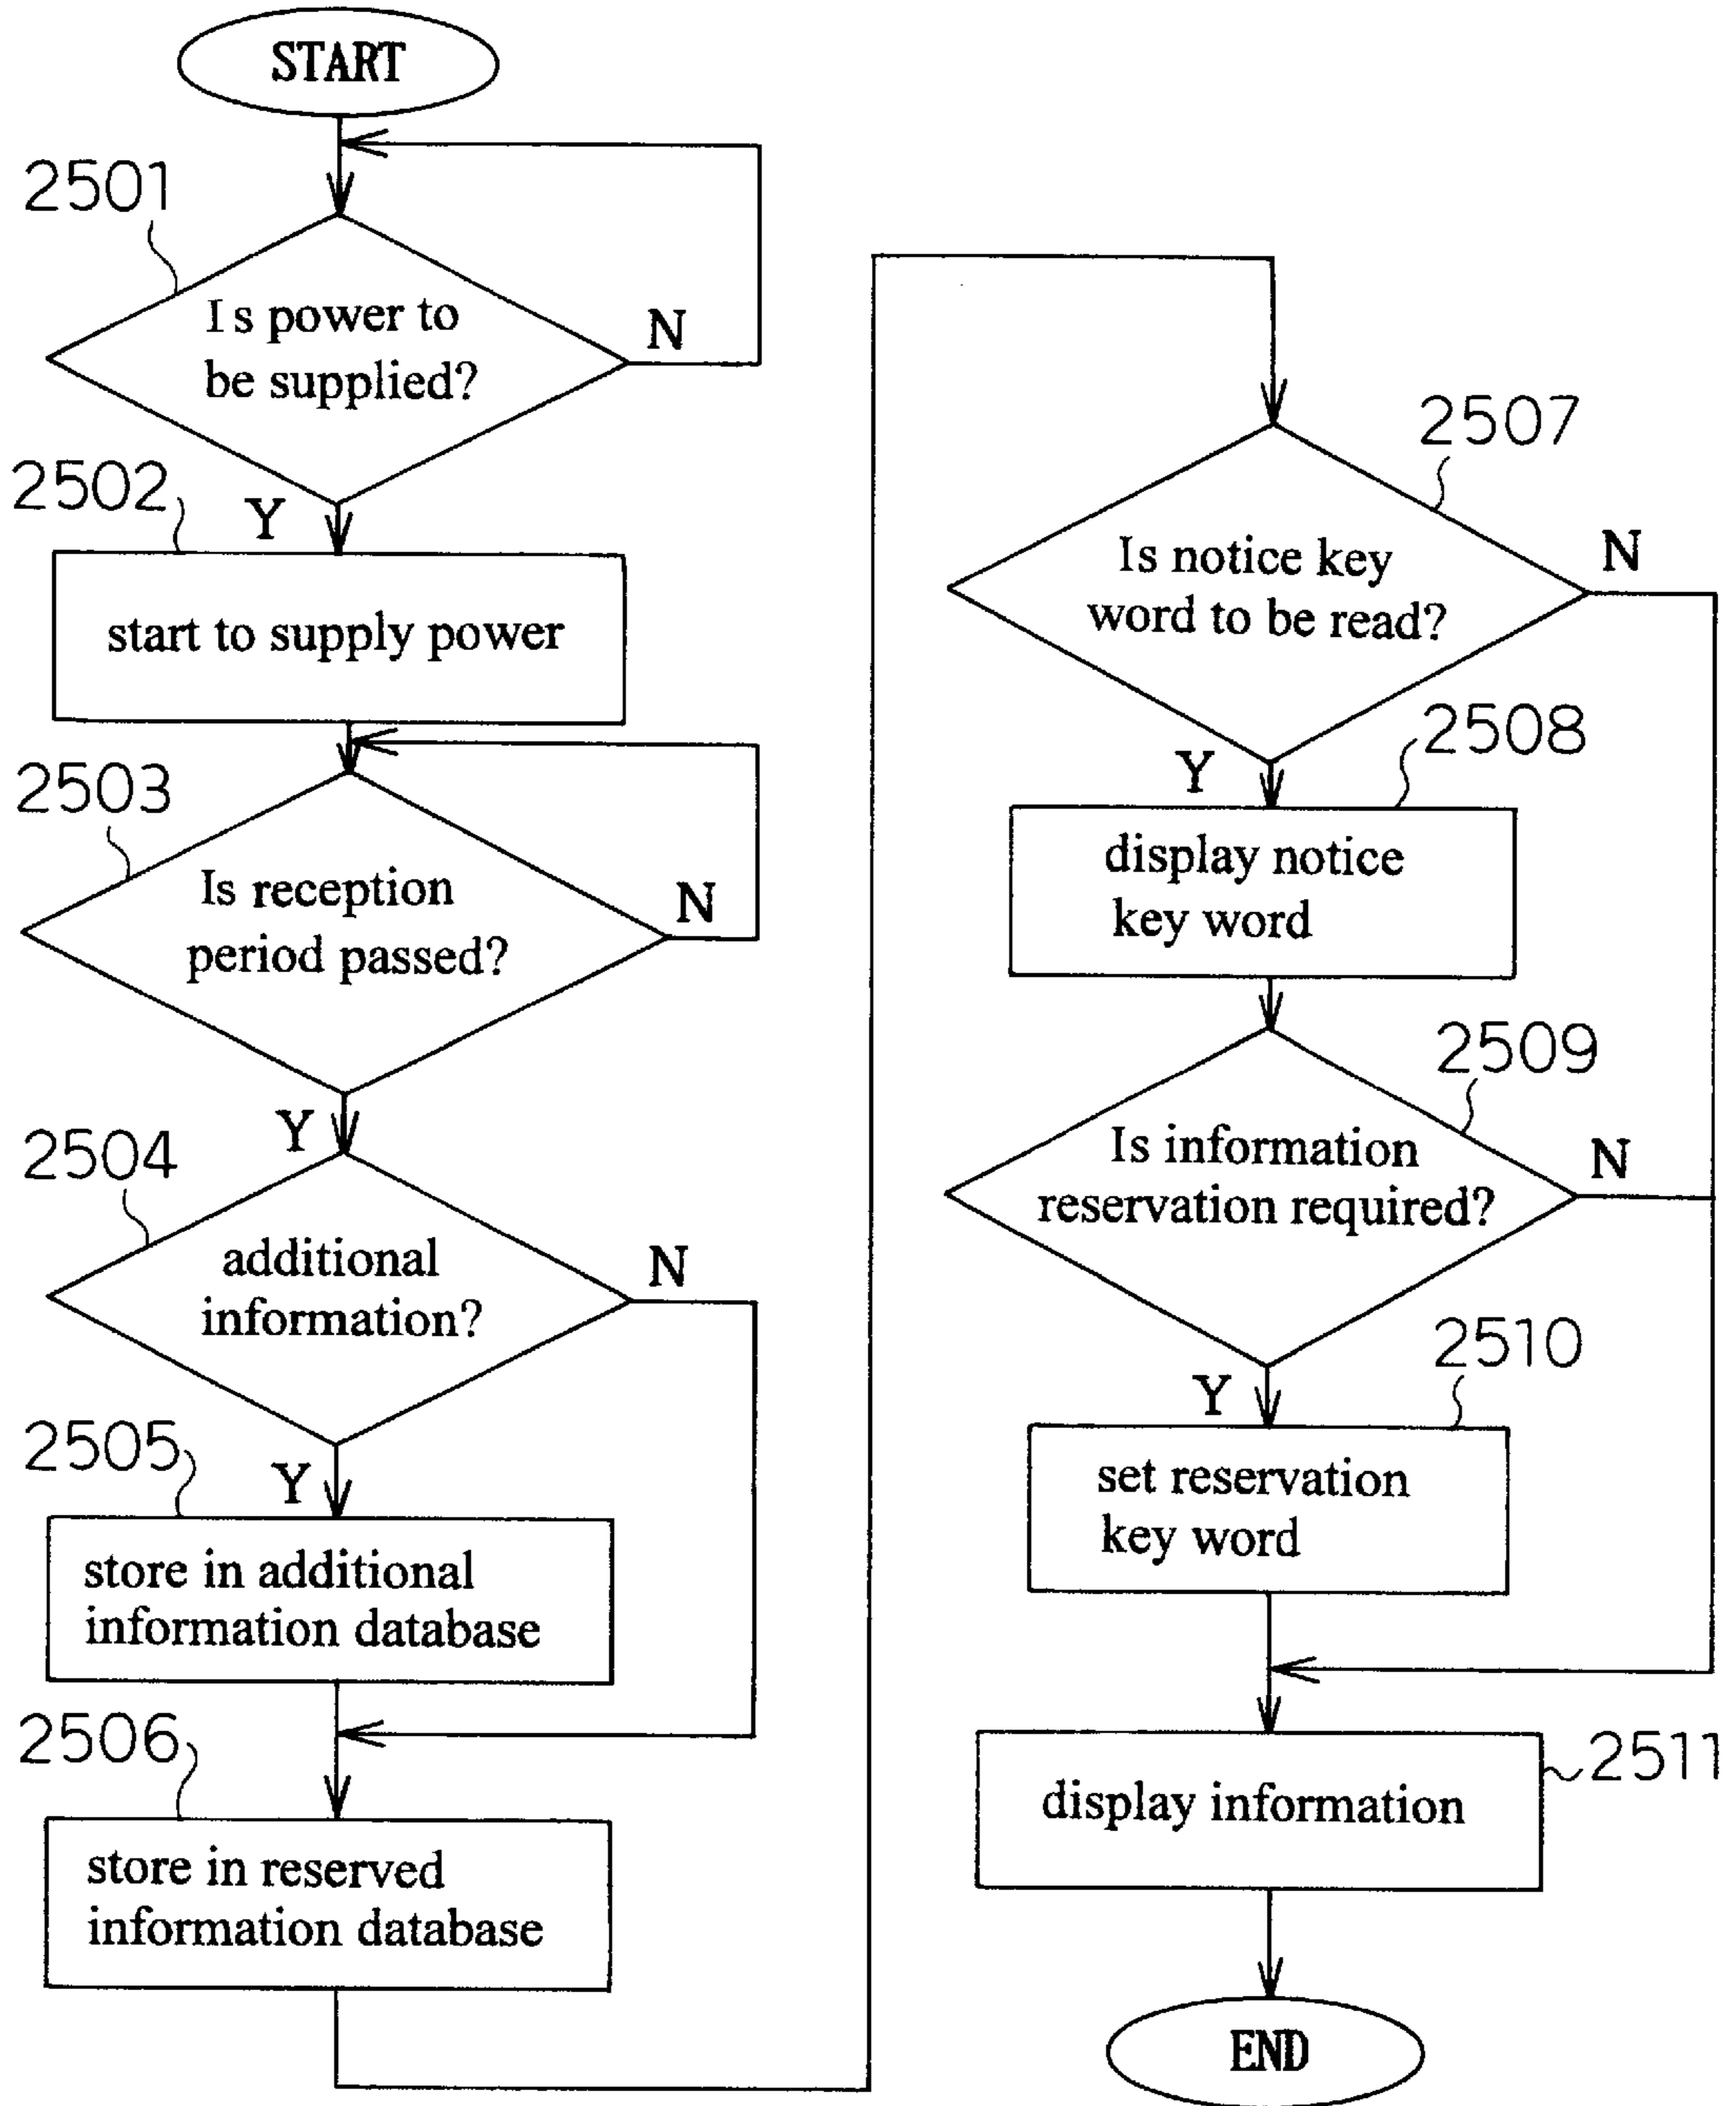 START
2501
Is power to
be supplied?
N
Y
2502
start to supply power
2503
Is reception
period passed?
N
Y
2504
additional
information?
N
Y
2505
store in additional
information database
2506
store in reserved
information database
2507
Is notice key
word to be read?
N
Y
2508
display notice
key word
2509
Is information
reservation required?
N
Y
2510
set reservation
key word
2511
display information
END